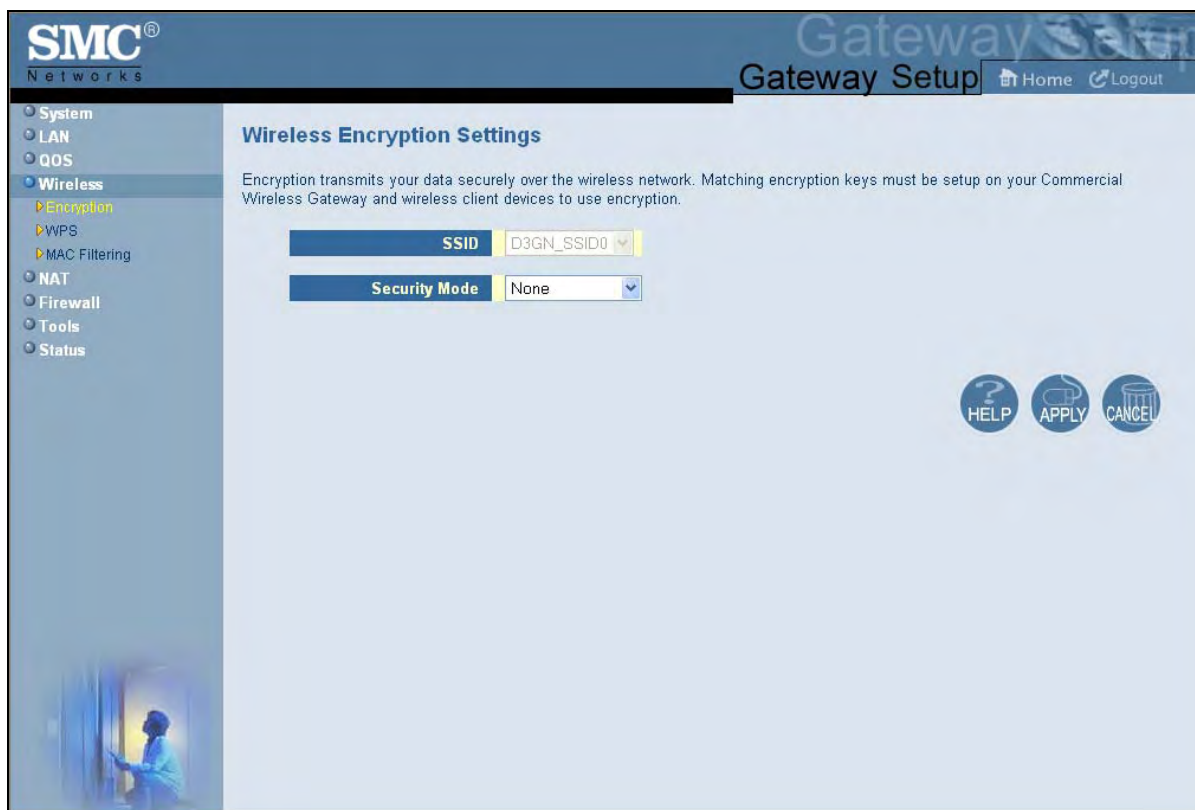 SMC®
Networks
Gateway Setup
Gateway Setup
Home
Logout
System
LAN
QOS
Wireless
Encryption
WPS
MAC Filtering
NAT
Firewall
Tools
Status
Wireless Encryption Settings
Encryption transmits your data securely over the wireless network. Matching encryption keys must be setup on your Commercial
Wireless Gateway and wireless client devices to use encryption.
SSID D3GN_SSID0
Security Mode None
HELP APPLY CANCEL